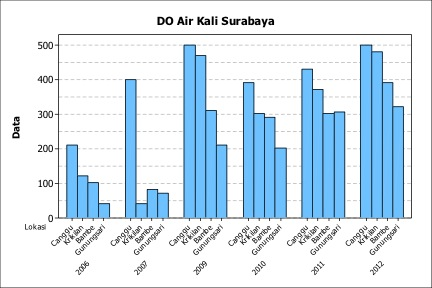 DO Air Kali Surabaya
Data
500
400
300
200
100
0
Lokasi
Canggu Krikilan Bambe Gunungsari Canggu Krikilan Bambe Gunungsari Canggu Krikilan Bambe Gunungsari Canggu Krikilan Bambe Gunungsari Canggu Krikilan Bambe Gunungsari Canggu Krikilan Bambe Gunungsari
2006 2007 2009 2010 2011 2012